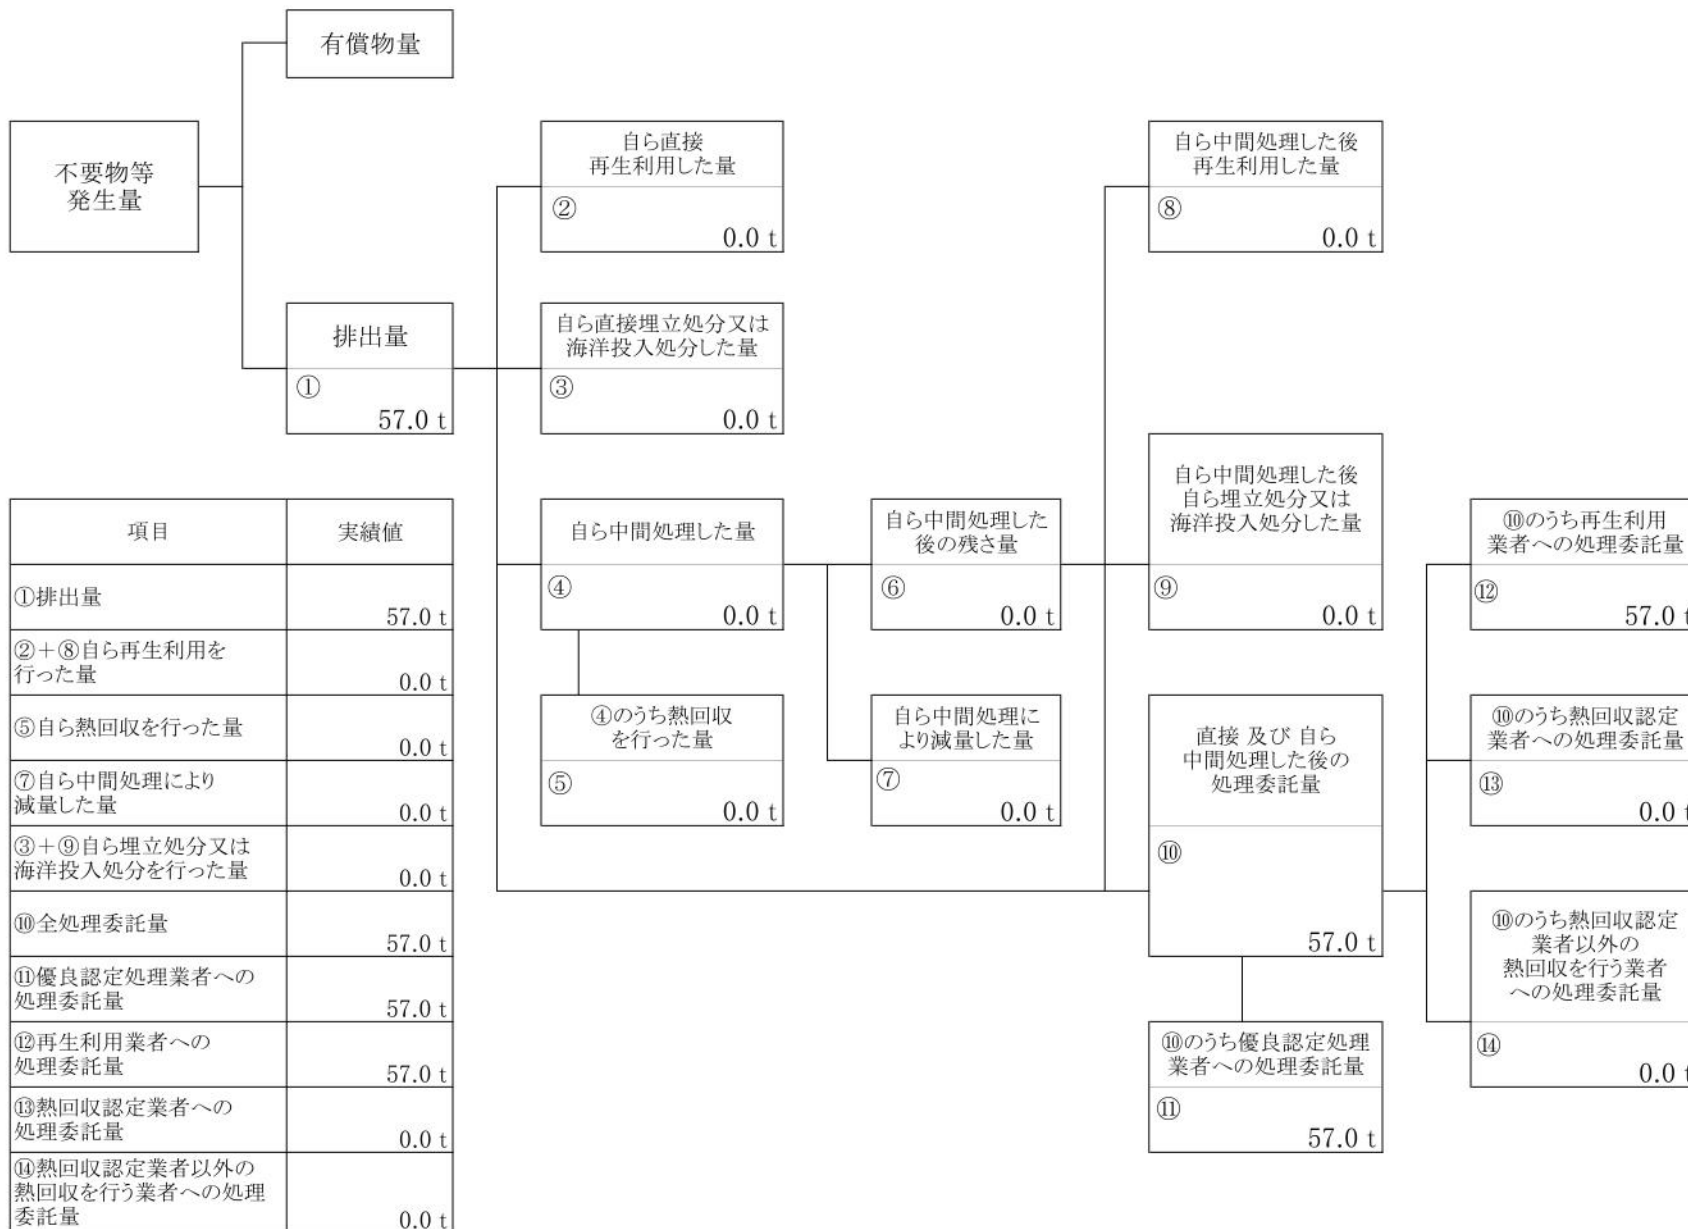 有償物量
不要物等
発生量
自ら直接
再生利用した量
②
0.0 t
自ら中間処理した後
再生利用した量
⑧
0.0 t
排出量
①
57.0 t
自ら直接埋立処分又は
海洋投入処分した量
③
0.0 t
自ら中間処理した量
④
0.0 t
自ら中間処理した
後の残さ量
⑥
0.0 t
自ら中間処理した後
自ら埋立処分又は
海洋投入処分した量
⑨
0.0 t
⑩のうち再生利用
業者への処理委託量
⑫
57.0 t
④のうち熱回収
を行った量
⑤
0.0 t
自ら中間処理に
より減量した量
⑦
0.0 t
直接 及び 自ら
中間処理した後の
処理委託量
⑩
57.0 t
⑩のうち熱回収認定
業者への処理委託量
⑬
0.0 t
⑩のうち熱回収認定
業者以外の
熱回収を行う業者
への処理委託量
⑭
0.0 t
⑩のうち優良認定処理
業者への処理委託量
⑪
57.0 t
項目 実績値
①排出量
57.0 t
②＋⑧自ら再生利用を
行った量
0.0 t
⑤自ら熱回収を行った量
0.0 t
⑦自ら中間処理により
減量した量
0.0 t
③＋⑨自ら埋立処分又は
海洋投入処分を行った量
0.0 t
⑩全処理委託量
57.0 t
⑪優良認定処理業者への
処理委託量
57.0 t
⑫再生利用業者への
処理委託量
57.0 t
⑬熱回収認定業者への
処理委託量
0.0 t
⑭熱回収認定業者以外の
熱回収を行う業者への処理
委託量
0.0 t